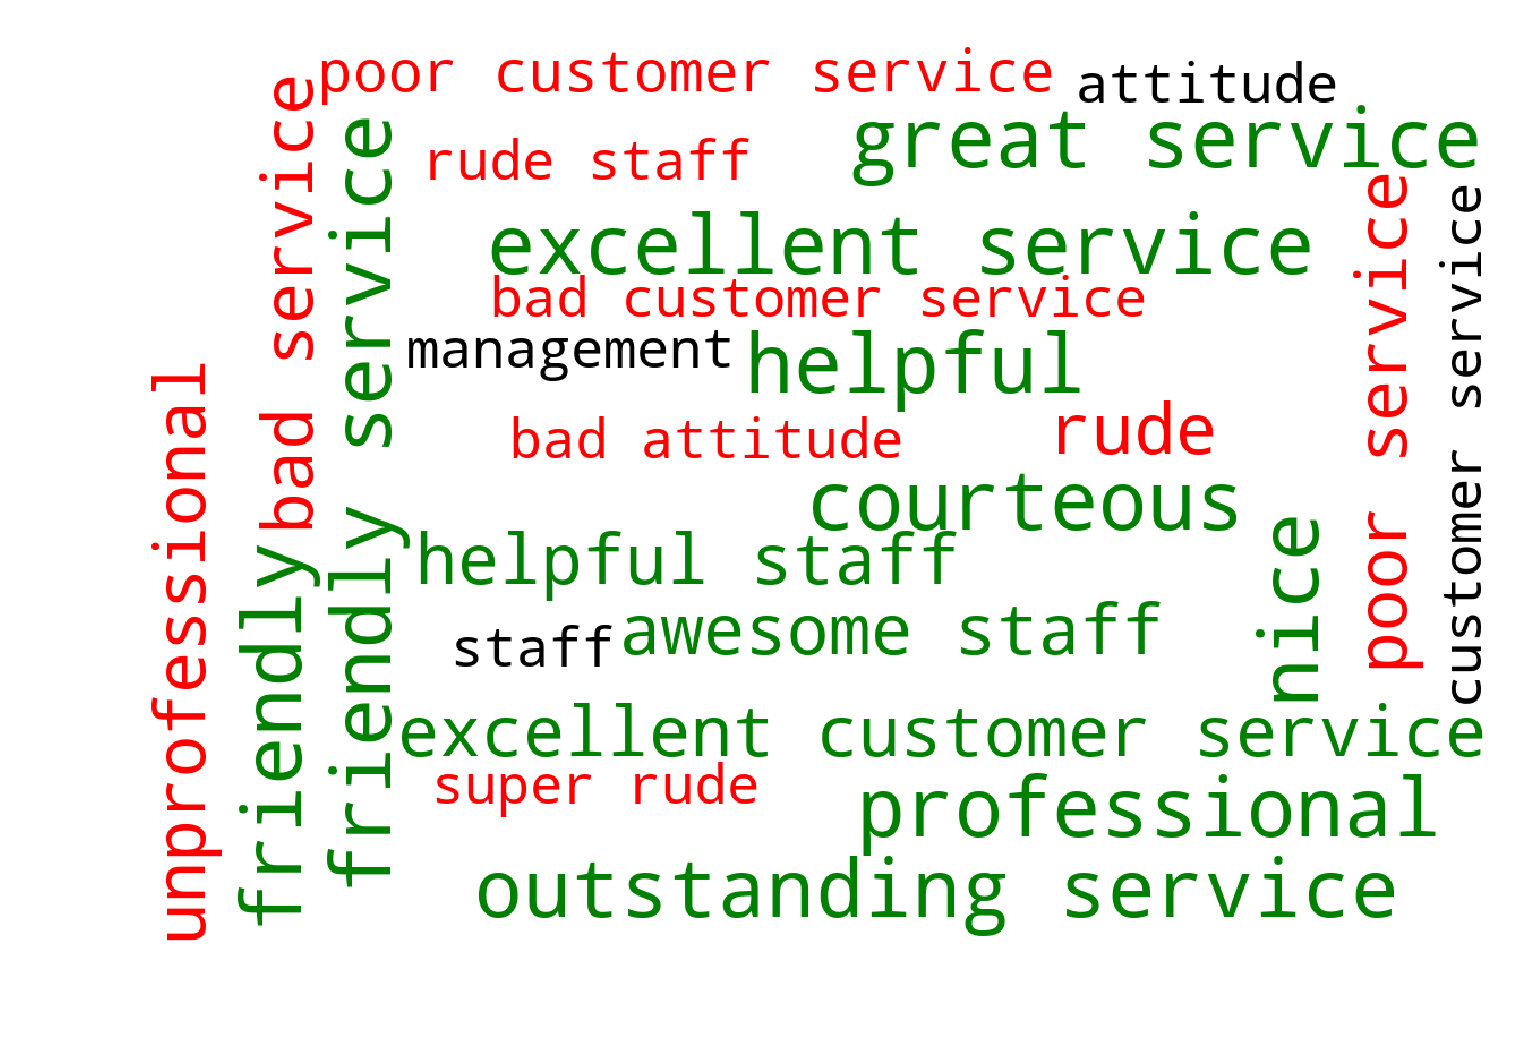 poor customer service
attitude
great service
rude staff
bad service
friendly service
excellent service
poor service
customer service
bad customer service
management
helpful
unprofessional
bad attitude
rude
courteous
nice
helpful staff
friendly
awesome staff
staff
excellent customer service
super rude
professional
outstanding service